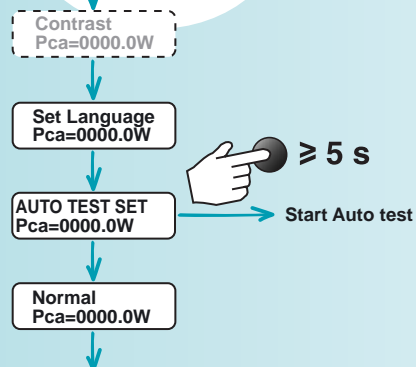 Contrast
Pca=0000.0W
Set Language
Pca=0000.0W
≥ 5 s
AUTO TEST SET
Pca=0000.0W
Start Auto test
Normal
Pca=0000.0W